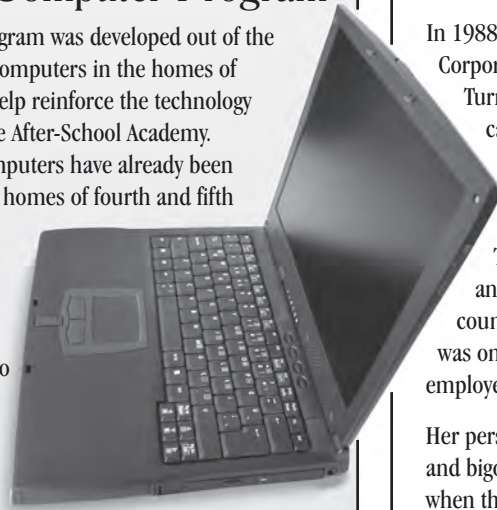 Computer Program
gram was developed out of the
omputers in the homes of
elp reinforce the technology
e After-School Academy.
mputers have already been
homes of fourth and fifth
o
In 1988
Corpor
Turn
ca
T
an
coun
was on
employe
Her pers
and bigo
when th